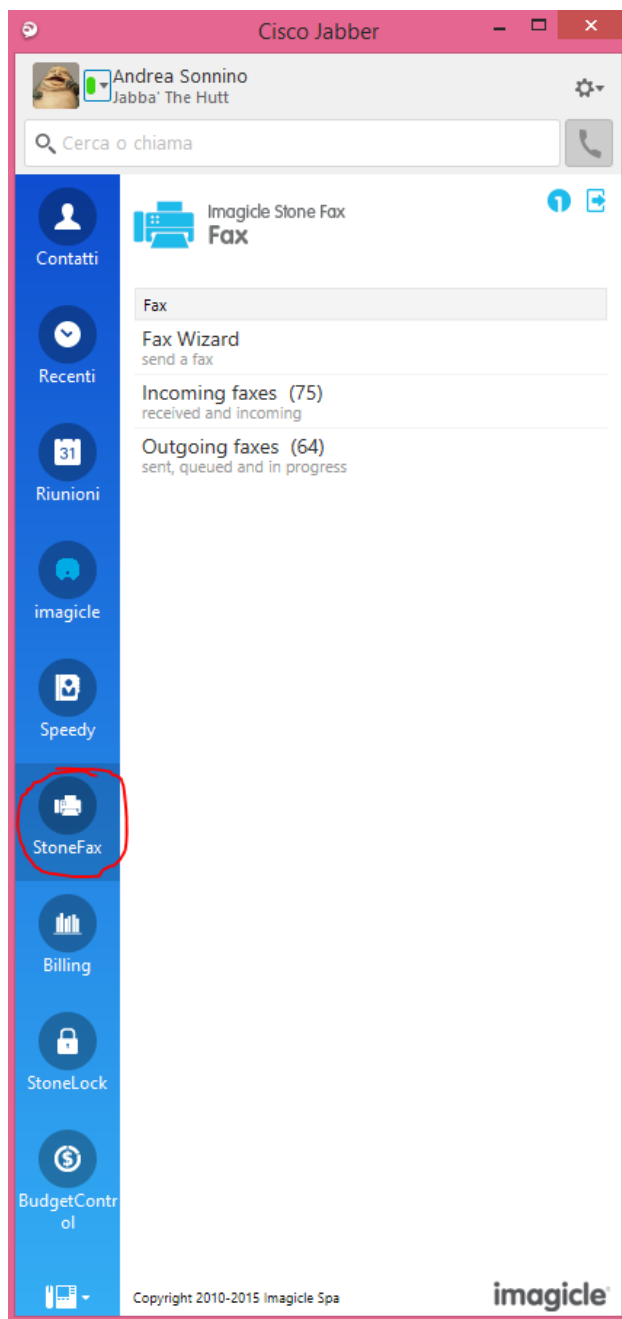 Cisco Jabber
Andrea Sonnino
Jabba' The Hutt
Cerca o chiama
Contatti
Recenti
31
Riunioni
imagicle
Speedy
StoneFax
Billing
StoneLock
BudgetContr
ol
Imagicle Stone Fax
Fax
Fax
Fax Wizard
send a fax
Incoming faxes (75)
received and incoming
Outgoing faxes (64)
sent, queued and in progress
Copyright 2010-2015 Imagicle Spa
imagicle